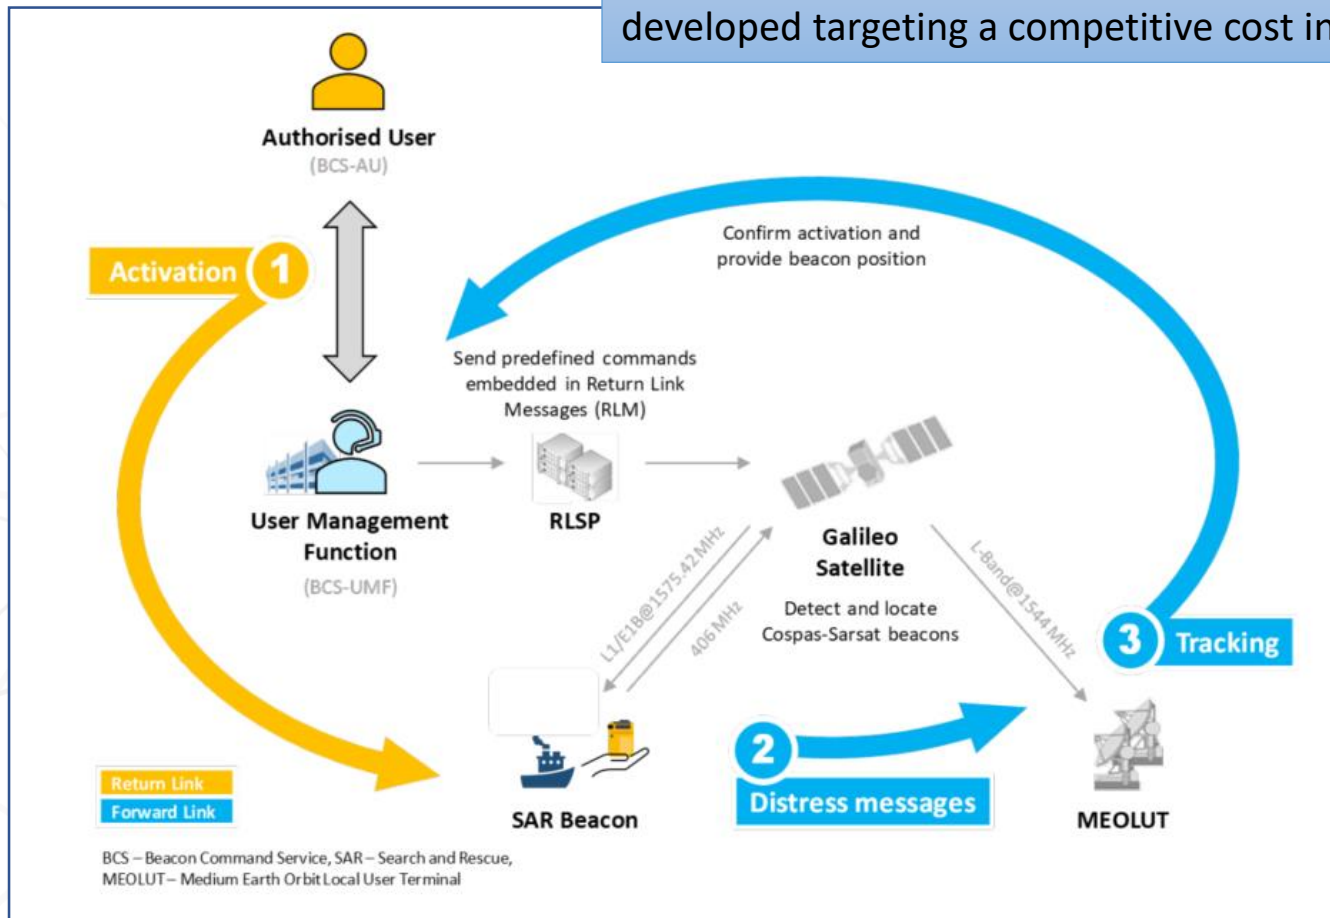 developed targeting a competitive cost in
Authorised User
(BCS-AU)
Activation 1
Confirm activation and
provide beacon position
Send predefined commands
embedded in Return Link
Messages (RLM)
User Management
Function
(BCS-UMF)
RLSP
Galileo
Satellite
Detect and locate
Cospas-Sarsat beacons
L1/E1B@1575.42MHz
406 MHz
L-Band@1544 MHz
3 Tracking
2
Distress messages
SAR Beacon
MEOLUT
Return Link
Forward Link
BCS – Beacon Command Service, SAR – Search and Rescue,
MEOLUT – Medium Earth Orbit Local User Terminal